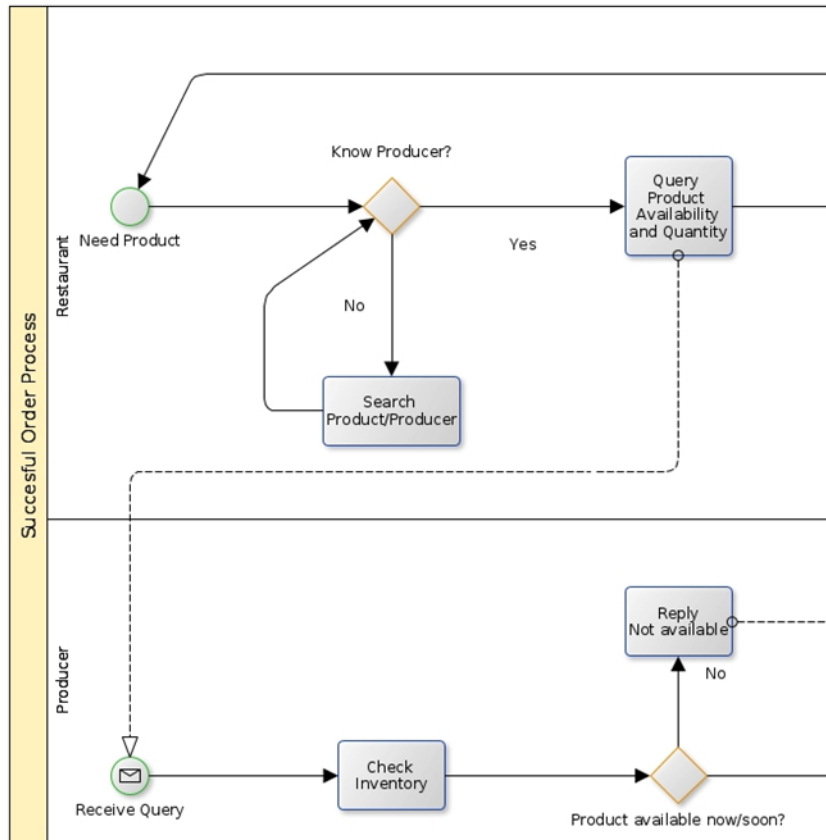 Succesful Order Process
Restaurant
Know Producer?
Need Product
Yes
Query
Product
Availability
and Quantity
No
Search
Product/Producer
Producer
Reply
Not available
No
Receive Query
Check
Inventory
Product available now/soon?